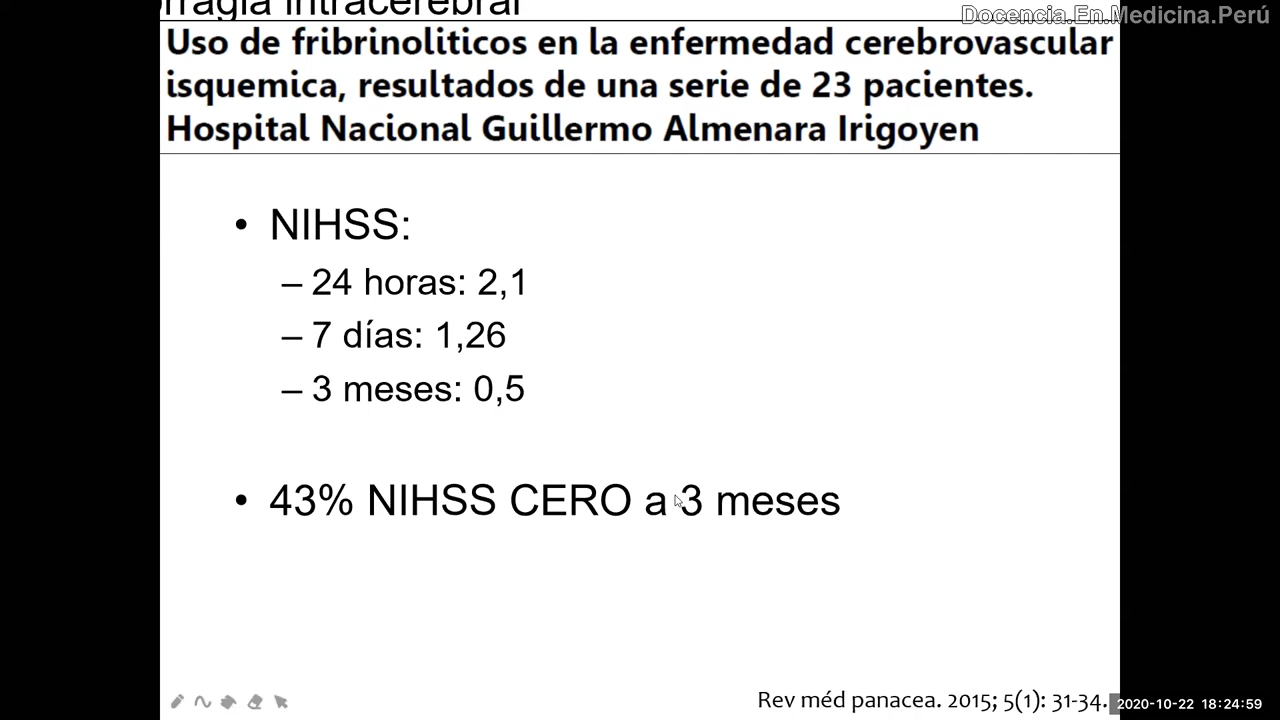 rragia intracerebral
Docencia.En.Medicina.Perú
Uso de fribrinoliticos en la enfermedad cerebrovascular
isquemica, resultados de una serie de 23 pacientes.
Hospital Nacional Guillermo Almenara Irigoyen
• NIHSS:
– 24 horas: 2,1
– 7 días: 1,26
– 3 meses: 0,5
• 43% NIHSS CERO a 3 meses
Rev méd panacea. 2015; 5(1): 31-34.
2020-10-22 18:24:59